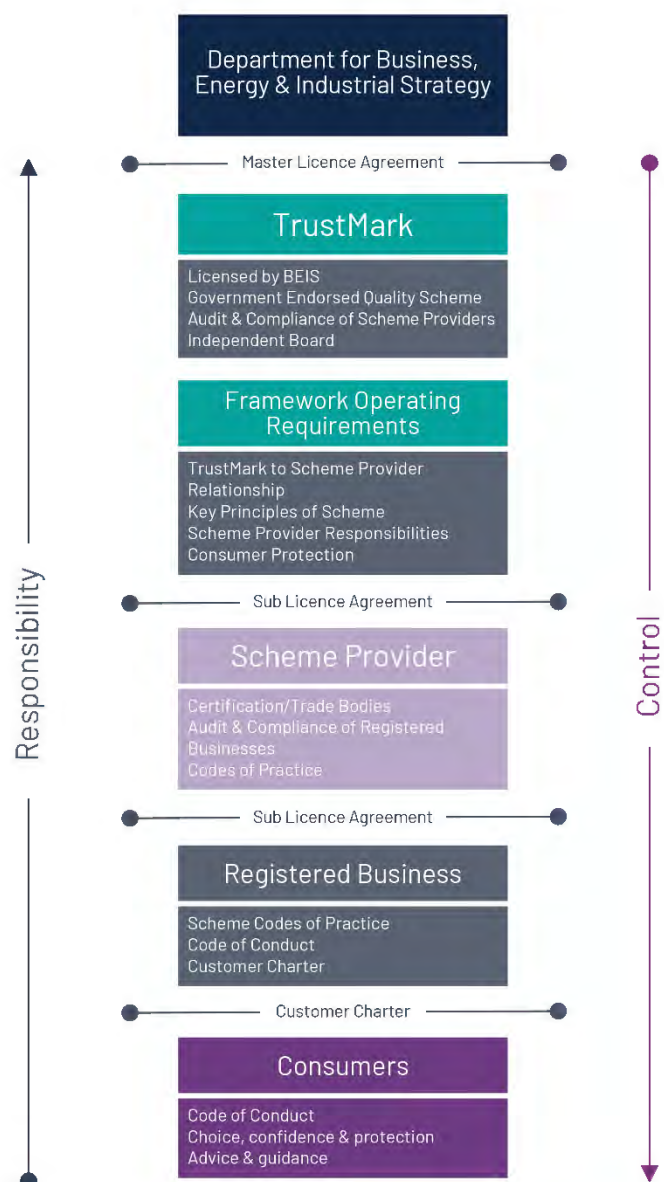 Department for Business,
Energy & Industrial Strategy
Master Licence Agreement
TrustMark
Licensed by BEIS
Government Endorsed Quality Scheme
Audit & Compliance of Scheme Providers
Independent Board
Framework Operating
Requirements
TrustMark to Scheme Provider
Relationship
Key Principles of Scheme
Scheme Provider Responsibilities
Consumer Protection
Sub Licence Agreement
Scheme Provider
Certification/Trade Bodies
Audit & Compliance of Registered
Businesses
Codes of Practice
Sub Licence Agreement
Registered Business
Scheme Codes of Practice
Code of Conduct
Customer Charter
Customer Charter
Consumers
Code of Conduct
Choice, confidence & protection
Advice & guidance
Responsibility
Control